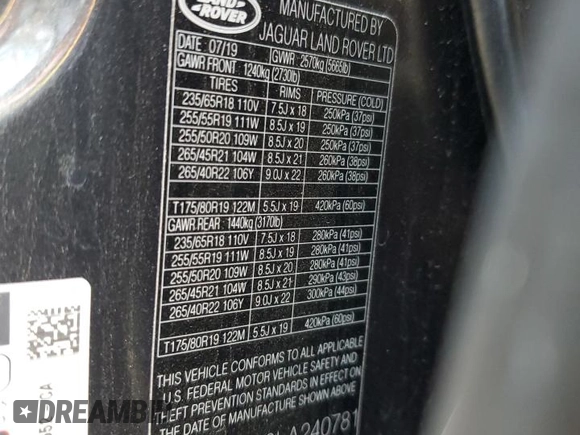 LAND ROVER
MANUFACTURED BY
JAGUAR LAND ROVER LTD
DATE: 07/19 GVWR: 2570kg (5665lb)
GAWR FRONT: 1240kg (2730lb)
TIRES RIMS PRESSURE (COLD)
235/65R18 110V 7.5J x 18 250kPa (37psi)
255/55R19 111W 8.5J x 19 250kPa (37psi)
255/50R20 109W 8.5J x 20 250kPa (37psi)
265/45R21 104W 8.5J x 21 260kPa (38psi)
265/40R22 106Y 9.0J x 22 260kPa (38psi)
T175/80R19 122M 5.5J x 19 420kPa (60psi)
GAWR REAR: 1440kg (3170lb)
235/65R18 110V 7.5J x 18 280kPa (41psi)
255/55R19 111W 8.5J x 19 280kPa (41psi)
255/50R20 109W 8.5J x 20 280kPa (41psi)
265/45R21 104W 8.5J x 21 290kPa (43psi)
265/40R22 106Y 9.0J x 22 300kPa (44psi)
T175/80R19 122M 5.5J x 19 420kPa (60psi)
THIS VEHICLE CONFORMS TO ALL APPLICABLE
U.S. FEDERAL MOTOR VEHICLE SAFETY AND
THEFT PREVENTION STANDARDS IN EFFECT ON
THE DATE OF MANUFACTURE SHOWN ABOVE
A240781
DREAMBID